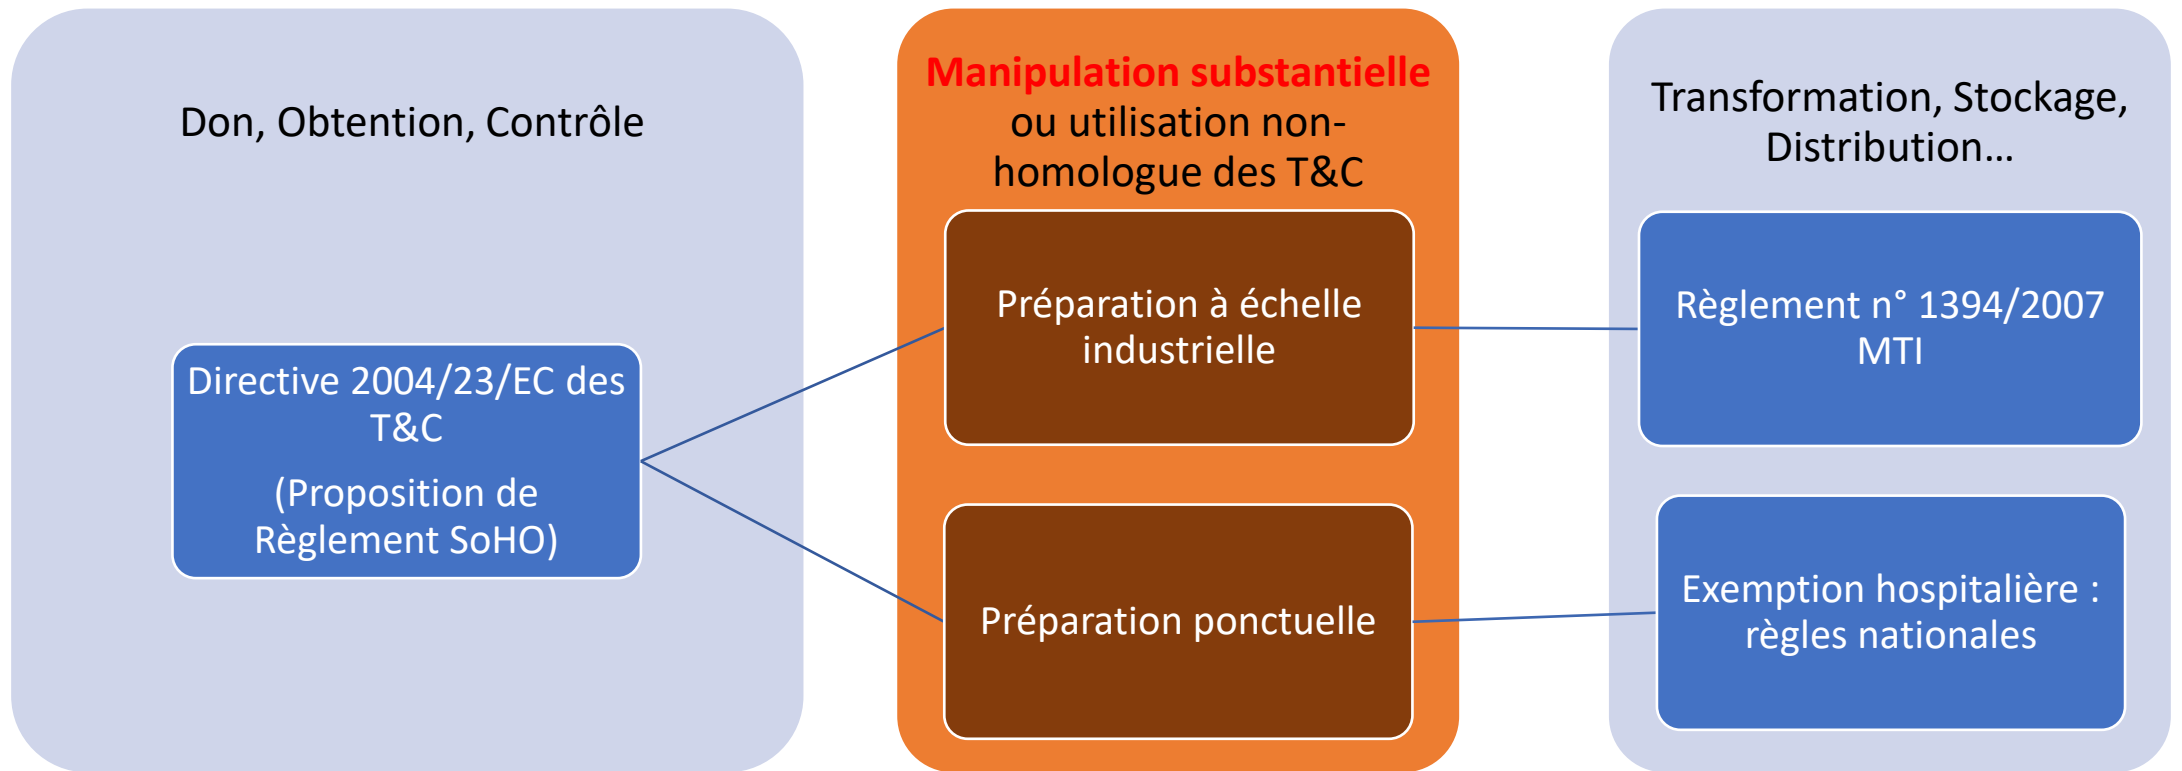 Don, Obtention, Contrôle
Directive 2004/23/EC des
T&C
(Proposition de
Règlement SoHO)
Manipulation substantielle
ou utilisation non-
homologue des T&C
Préparation à échelle
industrielle
Préparation ponctuelle
Transformation, Stockage,
Distribution…
Règlement n° 1394/2007
MTI
Exemption hospitalière :
règles nationales